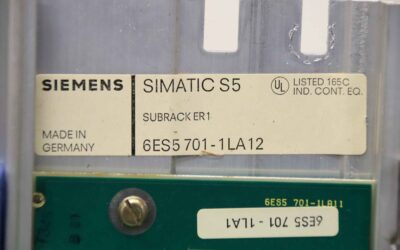 SIEMENS
SIMATIC S5
UL LISTED 165C
IND. CONT. EQ.
SUBRACK ER1
MADE IN
GERMANY
6ES5 701-1LA12
6ES5 701-1LA11
6ES5 701 - 1LA1